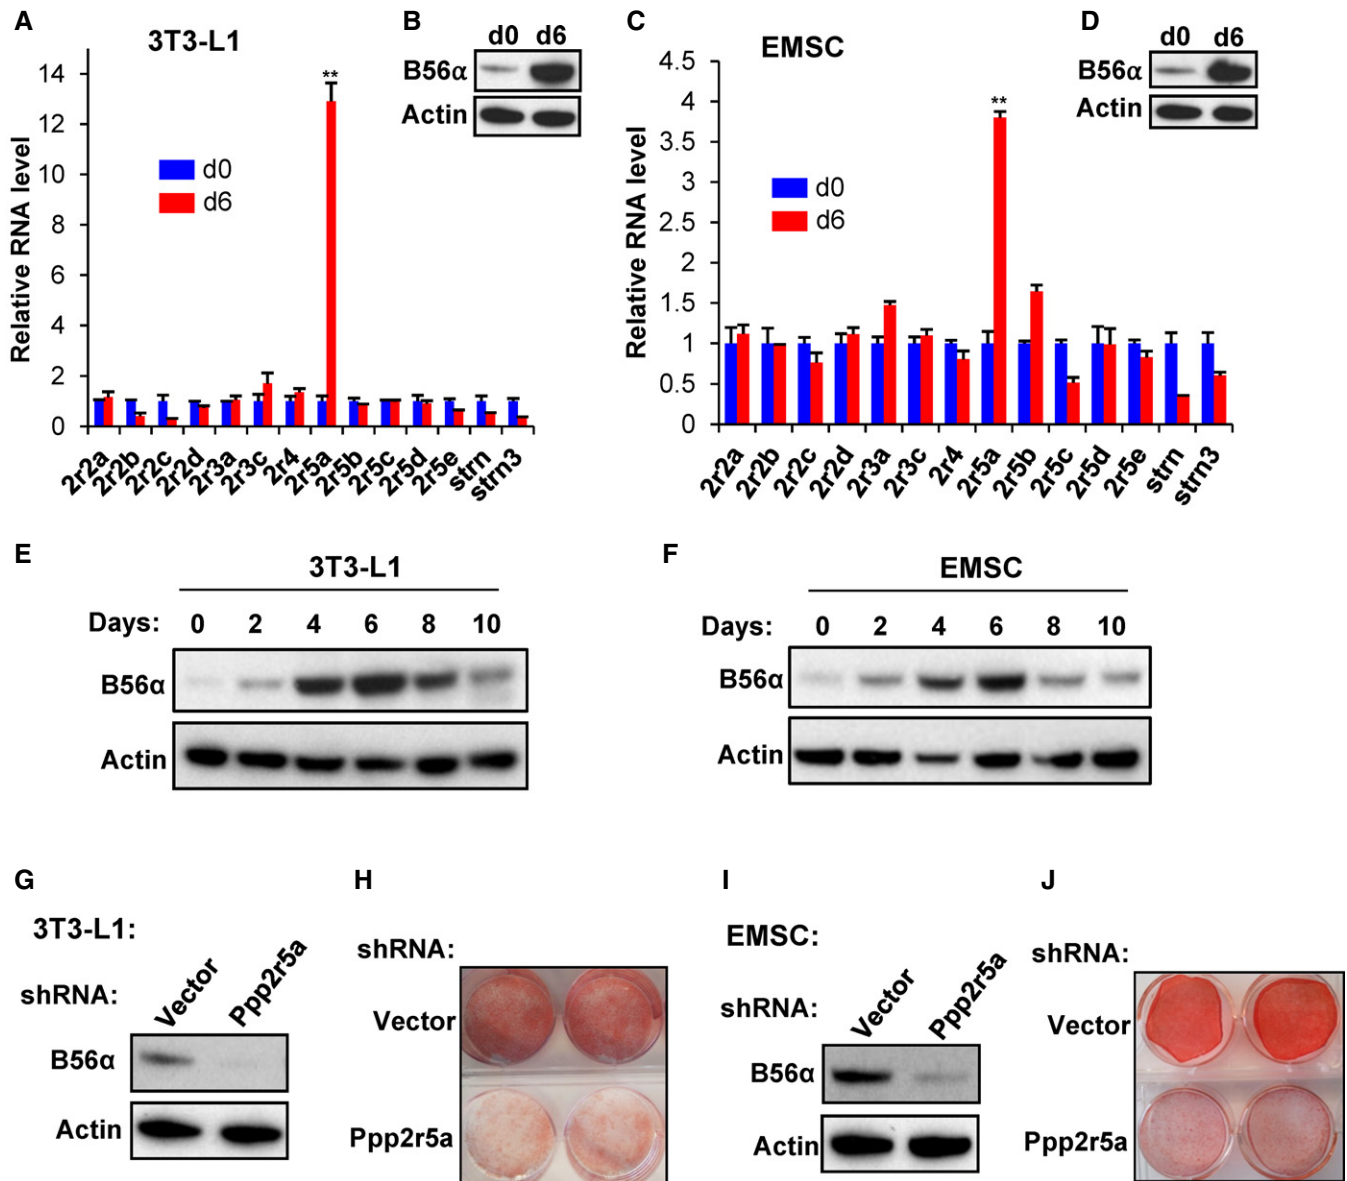 A
3T3-L1
Relative RNA level
14
12
10
8
6
4
2
0
**
d0
d6
2r2a 2r2b 2r2c 2r2d 2r3a 2r3c 2r4 2r5a 2r5b 2r5c 2r5d 2r5e strn strn3
B
d0 d6
B56α
Actin
C
EMSC
Relative RNA level
4.5
4
3.5
3
2.5
2
1.5
1
0.5
0
**
d0
d6
2r2a 2r2b 2r2c 2r2d 2r3a 2r3c 2r4 2r5a 2r5b 2r5c 2r5d 2r5e strn strn3
D
d0 d6
B56α
Actin
E
3T3-L1
Days: 0 2 4 6 8 10
B56α
Actin
F
EMSC
Days: 0 2 4 6 8 10
B56α
Actin
G
3T3-L1:
shRNA: Vector Ppp2r5a
B56α
Actin
H
shRNA:
Vector
Ppp2r5a
I
EMSC:
shRNA: Vector Ppp2r5a
B56α
Actin
J
shRNA:
Vector
Ppp2r5a